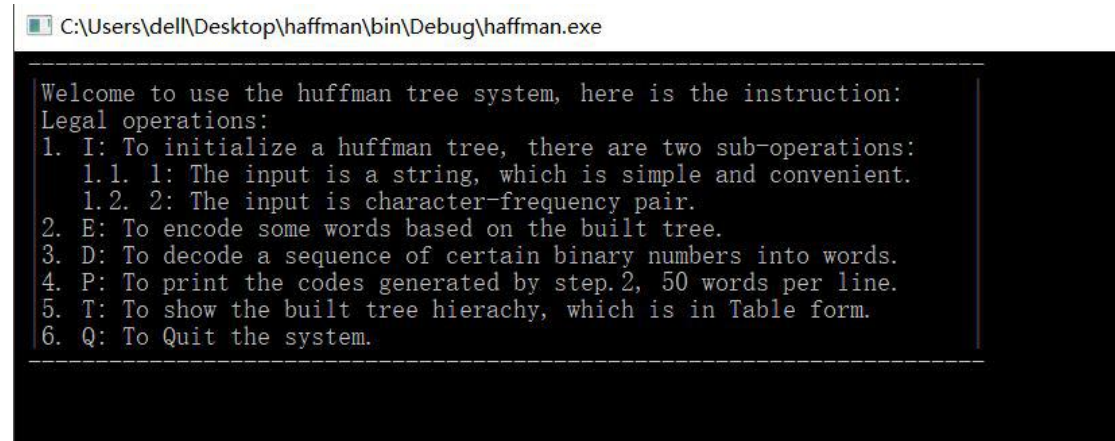 C:\Users\dell\Desktop\haffman\bin\Debug\haffman.exe
Welcome to use the huffman tree system, here is the instruction:
Legal operations:
1. I: To initialize a huffman tree, there are two sub-operations:
1.1. 1: The input is a string, which is simple and convenient.
1.2. 2: The input is character-frequency pair.
2. E: To encode some words based on the built tree.
3. D: To decode a sequence of certain binary numbers into words.
4. P: To print the codes generated by step.2, 50 words per line.
5. T: To show the built tree hierachy, which is in Table form.
6. Q: To Quit the system.